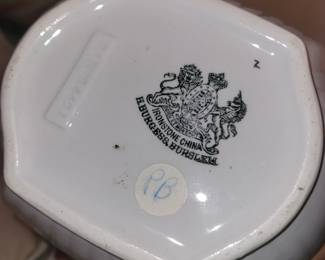 Z
IRONSTONE CHINA
H.BURGESS, BURSLEM.
PB